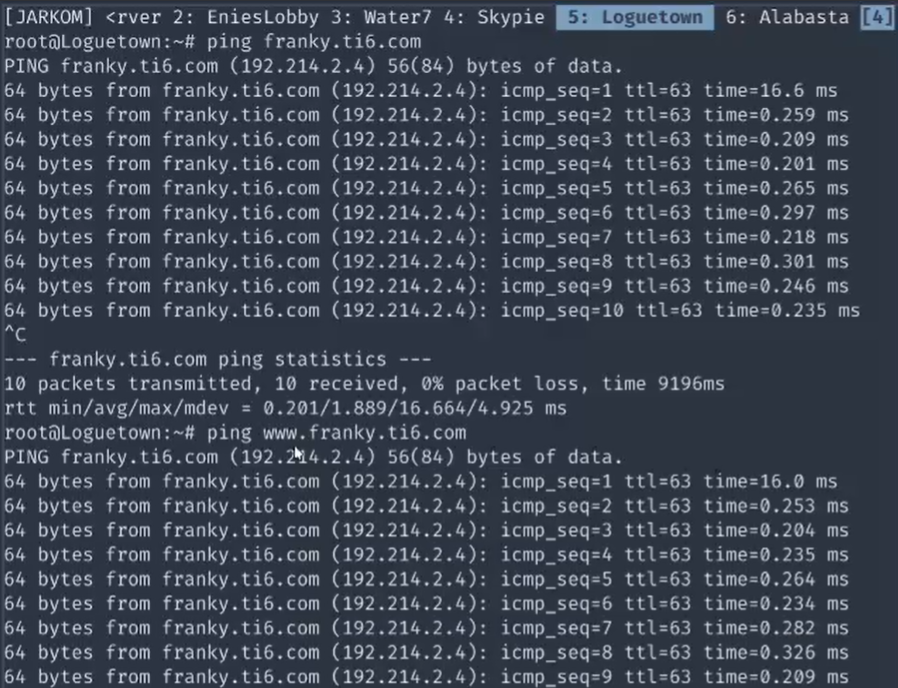 [JARKOM] <rver 2: EniesLobby 3: Water7 4: Skypie 5: Loguetown 6: Alabasta [4]
root@Loguetown:~# ping franky.ti6.com
PING franky.ti6.com (192.214.2.4) 56(84) bytes of data.
64 bytes from franky.ti6.com (192.214.2.4): icmp_seq=1 ttl=63 time=16.6 ms
64 bytes from franky.ti6.com (192.214.2.4): icmp_seq=2 ttl=63 time=0.259 ms
64 bytes from franky.ti6.com (192.214.2.4): icmp_seq=3 ttl=63 time=0.209 ms
64 bytes from franky.ti6.com (192.214.2.4): icmp_seq=4 ttl=63 time=0.201 ms
64 bytes from franky.ti6.com (192.214.2.4): icmp_seq=5 ttl=63 time=0.265 ms
64 bytes from franky.ti6.com (192.214.2.4): icmp_seq=6 ttl=63 time=0.297 ms
64 bytes from franky.ti6.com (192.214.2.4): icmp_seq=7 ttl=63 time=0.218 ms
64 bytes from franky.ti6.com (192.214.2.4): icmp_seq=8 ttl=63 time=0.301 ms
64 bytes from franky.ti6.com (192.214.2.4): icmp_seq=9 ttl=63 time=0.246 ms
64 bytes from franky.ti6.com (192.214.2.4): icmp_seq=10 ttl=63 time=0.235 ms
^C
--- franky.ti6.com ping statistics ---
10 packets transmitted, 10 received, 0% packet loss, time 9196ms
rtt min/avg/max/mdev = 0.201/1.889/16.664/4.925 ms
root@Loguetown:~# ping www.franky.ti6.com
PING franky.ti6.com (192.214.2.4) 56(84) bytes of data.
64 bytes from franky.ti6.com (192.214.2.4): icmp_seq=1 ttl=63 time=16.0 ms
64 bytes from franky.ti6.com (192.214.2.4): icmp_seq=2 ttl=63 time=0.253 ms
64 bytes from franky.ti6.com (192.214.2.4): icmp_seq=3 ttl=63 time=0.204 ms
64 bytes from franky.ti6.com (192.214.2.4): icmp_seq=4 ttl=63 time=0.235 ms
64 bytes from franky.ti6.com (192.214.2.4): icmp_seq=5 ttl=63 time=0.264 ms
64 bytes from franky.ti6.com (192.214.2.4): icmp_seq=6 ttl=63 time=0.234 ms
64 bytes from franky.ti6.com (192.214.2.4): icmp_seq=7 ttl=63 time=0.282 ms
64 bytes from franky.ti6.com (192.214.2.4): icmp_seq=8 ttl=63 time=0.326 ms
64 bytes from franky.ti6.com (192.214.2.4): icmp_seq=9 ttl=63 time=0.209 ms